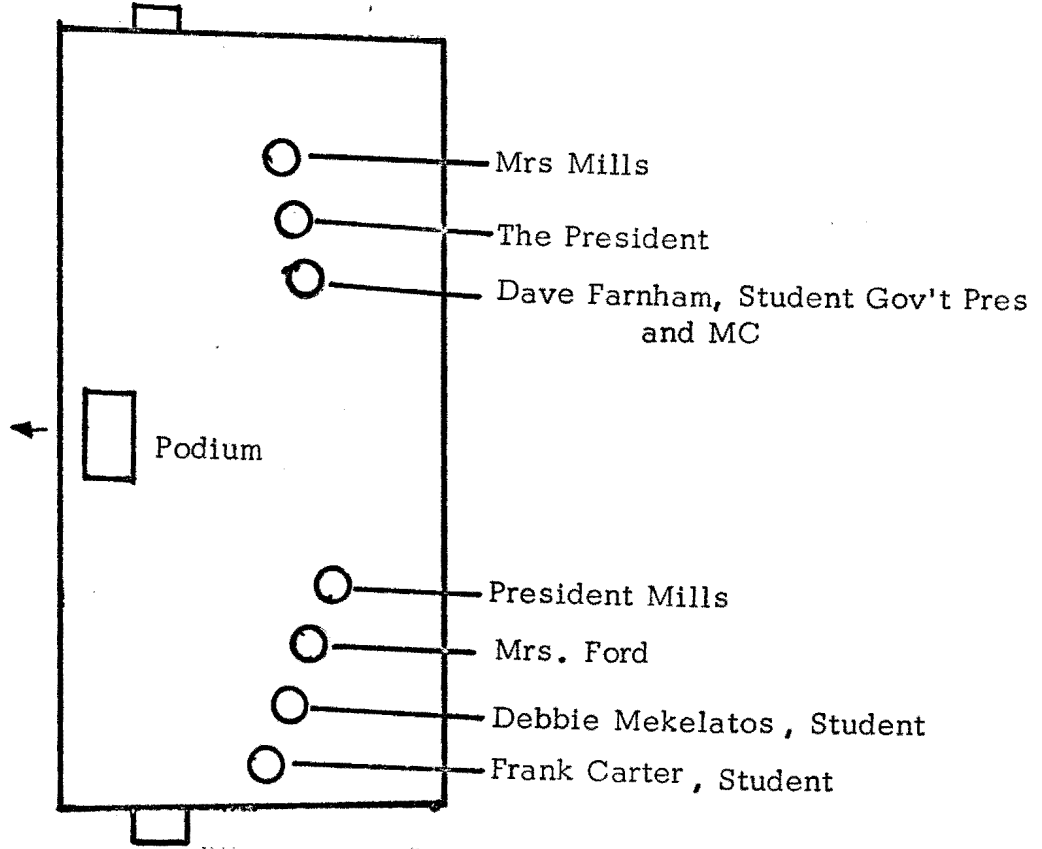 Mrs Mills
The President
Dave Farnham, Student Gov't Pres
and MC
Podium
President Mills
Mrs. Ford
Debbie Mekelatos, Student
Frank Carter, Student